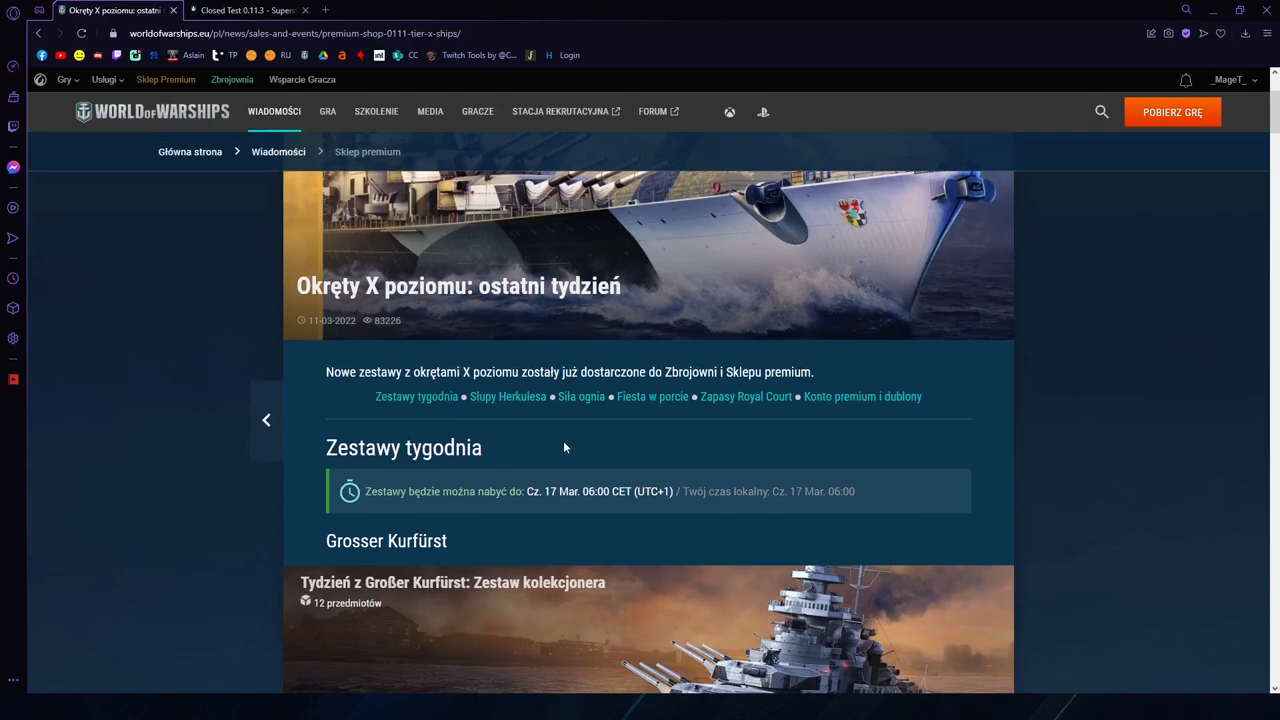 Okręty X poziomu: ostatni
Closed Test 0.11.3 - Supers
worldofwarships.eu/pl/news/sales-and-events/premium-shop-0111-tier-x-ships/
Aslain TP RU CC Twitch Tools by @C... Login
Gry Usługi Sklep Premium Zbrojownia Wsparcie Gracza _MageT_
WORLD OF WARSHIPS WIADOMOŚCI GRA SZKOLENIE MEDIA GRACZE STACJA REKRUTACYJNA FORUM POBIERZ GRĘ
Główna strona Wiadomości Sklep premium
Okręty X poziomu: ostatni tydzień
11-03-2022 83226
Nowe zestawy z okrętami X poziomu zostały już dostarczone do Zbrojowni i Sklepu premium.
Zestawy tygodnia ● Słupy Herkulesa ● Siła ognia ● Fiesta w porcie ● Zapasy Royal Court ● Konto premium i dublony
Zestawy tygodnia
Zestawy będzie można nabyć do: Cz. 17 Mar. 06:00 CET (UTC+1) / Twój czas lokalny: Cz. 17 Mar. 06:00
Grosser Kurfürst
Tydzień z Großer Kurfürst: Zestaw kolekcjonera
12 przedmiotów